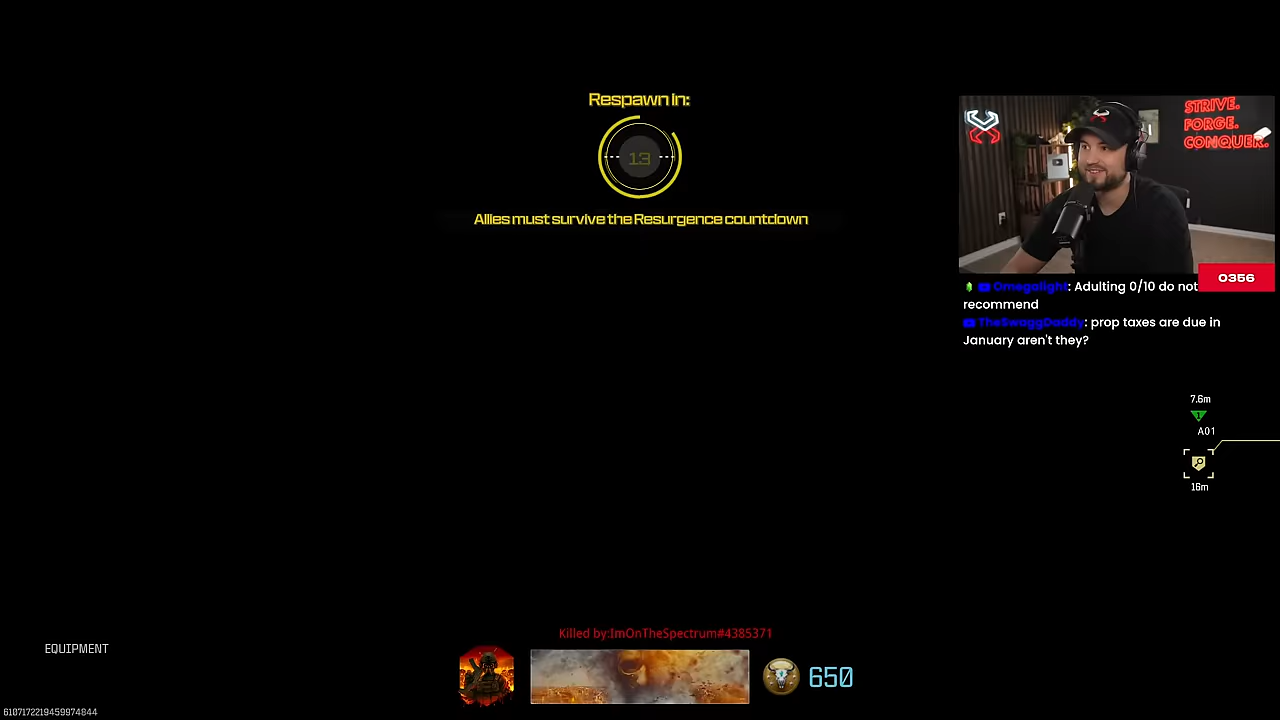 Respawn In:
13
Allies must survive the Resurgence countdown
STRIVE.
FORGE.
CONQUER.
0356
Omegalight: Adulting 0/10 do not
recommend
TheSwaggDaddy: prop taxes are due in
January aren't they?
7.6m
1
A01
16m
Killed by:ImOnTheSpectrum#4385371
EQUIPMENT
650
6107172219459974844